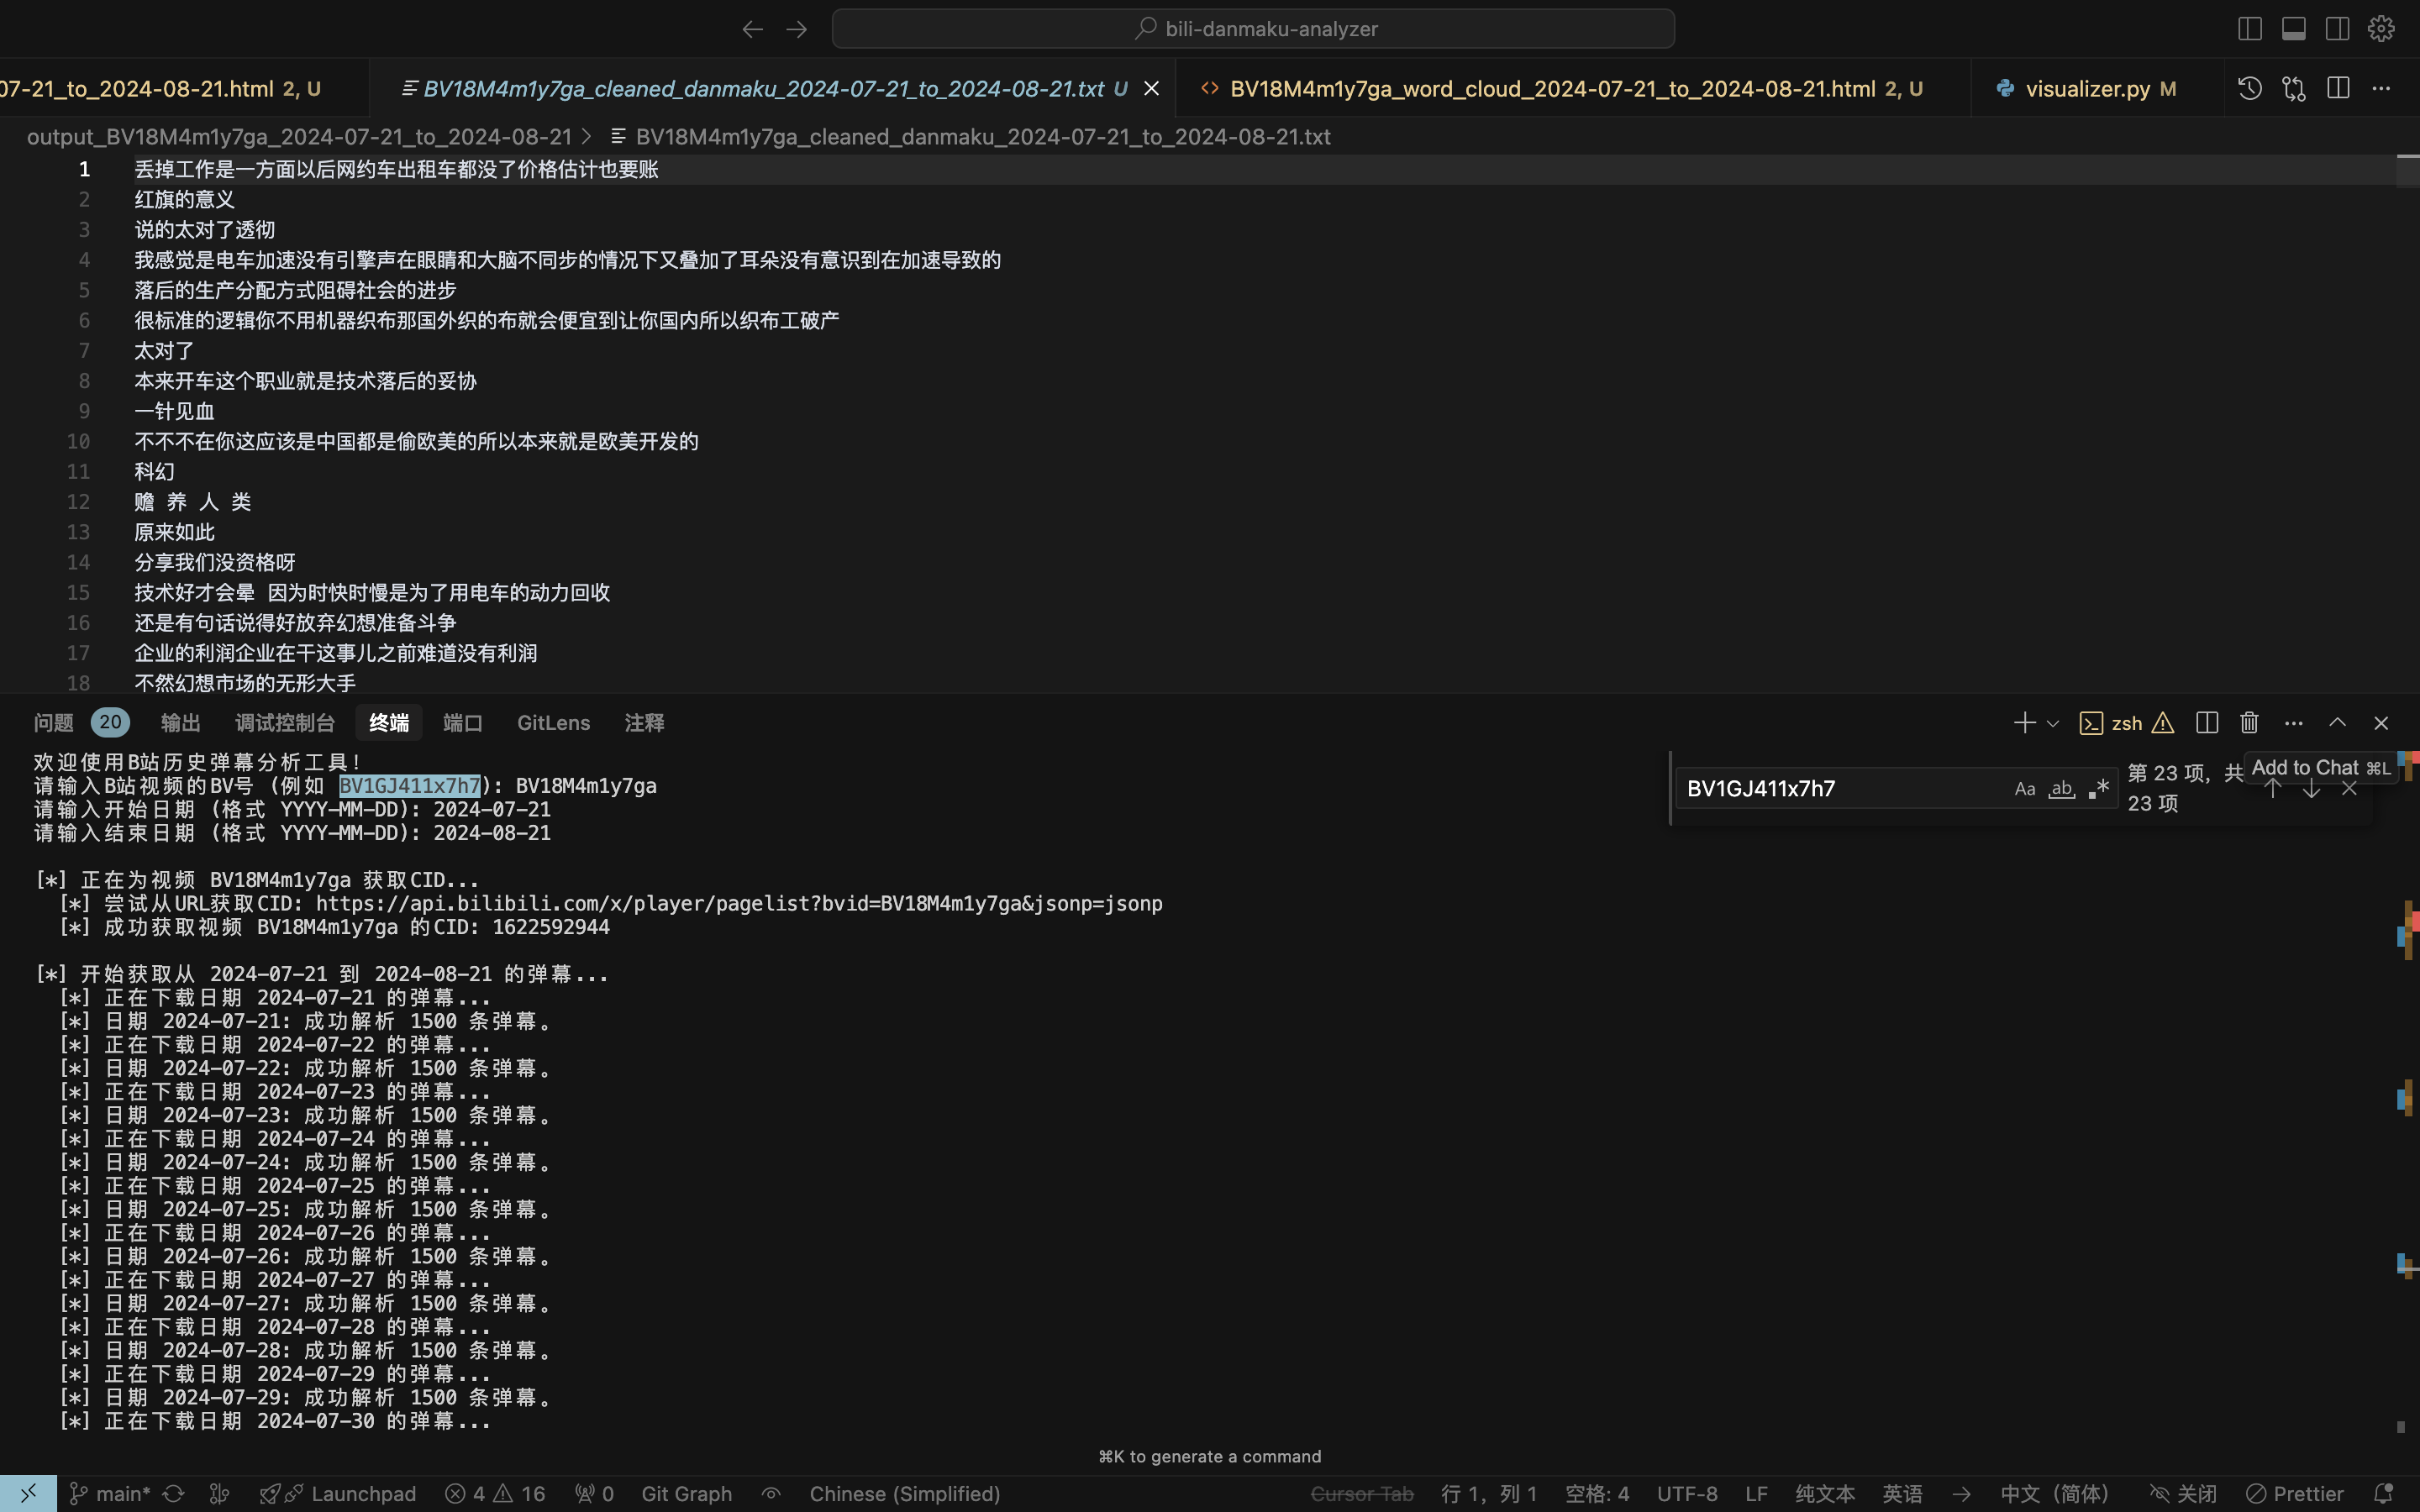 bili-danmaku-analyzer
07-21_to_2024-08-21.html 2, U
BV18M4m1y7ga_cleaned_danmaku_2024-07-21_to_2024-08-21.txt U
BV18M4m1y7ga_word_cloud_2024-07-21_to_2024-08-21.html 2, U
visualizer.py M
output_BV18M4m1y7ga_2024-07-21_to_2024-08-21 > BV18M4m1y7ga_cleaned_danmaku_2024-07-21_to_2024-08-21.txt
1 丢掉工作是一方面以后网约车出租车都没了价格估计也要账
2 红旗的意义
3 说的太对了透彻
4 我感觉是电车加速没有引擎声在眼睛和大脑不同步的情况下又叠加了耳朵没有意识到在加速导致的
5 落后的生产分配方式阻碍社会的进步
6 很标准的逻辑你不用机器织布那国外织的布就会便宜到让你国内所以织布工破产
7 太对了
8 本来开车这个职业就是技术落后的妥协
9 一针见血
10 不不不在你这应该是中国都是偷欧美的所以本来就是欧美开发的
11 科幻
12 赡 养 人 类
13 原来如此
14 分享我们没资格呀
15 技术好才会晕 因为时快时慢是为了用电车的动力回收
16 还是有句话说得好放弃幻想准备斗争
17 企业的利润企业在干这事儿之前难道没有利润
18 不然幻想市场的无形大手
问题 20 输出 调试控制台 终端 端口 GitLens 注释
zsh
欢迎使用B站历史弹幕分析工具!
请输入B站视频的BV号 (例如 BV1GJ411x7h7): BV18M4m1y7ga
请输入开始日期 (格式 YYYY-MM-DD): 2024-07-21
请输入结束日期 (格式 YYYY-MM-DD): 2024-08-21
BV1GJ411x7h7
Aa ab .*
第 23 项，共
23 项
Add to Chat ⌘L
[*] 正在为视频 BV18M4m1y7ga 获取CID...
[*] 尝试从URL获取CID: https://api.bilibili.com/x/player/pagelist?bvid=BV18M4m1y7ga&jsonp=jsonp
[*] 成功获取视频 BV18M4m1y7ga 的CID: 1622592944
[*] 开始获取从 2024-07-21 到 2024-08-21 的弹幕...
[*] 正在下载日期 2024-07-21 的弹幕...
[*] 日期 2024-07-21: 成功解析 1500 条弹幕。
[*] 正在下载日期 2024-07-22 的弹幕...
[*] 日期 2024-07-22: 成功解析 1500 条弹幕。
[*] 正在下载日期 2024-07-23 的弹幕...
[*] 日期 2024-07-23: 成功解析 1500 条弹幕。
[*] 正在下载日期 2024-07-24 的弹幕...
[*] 日期 2024-07-24: 成功解析 1500 条弹幕。
[*] 正在下载日期 2024-07-25 的弹幕...
[*] 日期 2024-07-25: 成功解析 1500 条弹幕。
[*] 正在下载日期 2024-07-26 的弹幕...
[*] 日期 2024-07-26: 成功解析 1500 条弹幕。
[*] 正在下载日期 2024-07-27 的弹幕...
[*] 日期 2024-07-27: 成功解析 1500 条弹幕。
[*] 正在下载日期 2024-07-28 的弹幕...
[*] 日期 2024-07-28: 成功解析 1500 条弹幕。
[*] 正在下载日期 2024-07-29 的弹幕...
[*] 日期 2024-07-29: 成功解析 1500 条弹幕。
[*] 正在下载日期 2024-07-30 的弹幕...
⌘K to generate a command
main* Launchpad 4 16 0 Git Graph Chinese (Simplified) Cursor Tab 行 1，列 1 空格: 4 UTF-8 LF 纯文本 英语 → 中文（简体） 关闭 Prettier